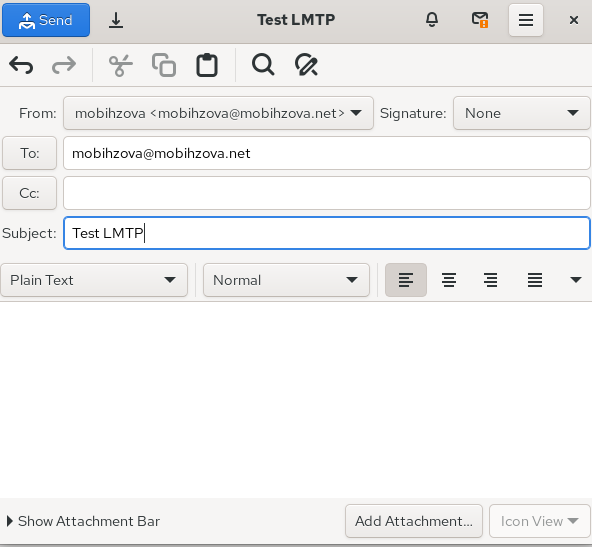 Send Test LMTP
From: mobihzova <mobihzova@mobihzova.net> Signature: None
To: mobihzova@mobihzova.net
Cc:
Subject: Test LMTP
Plain Text Normal
Show Attachment Bar Add Attachment... Icon View